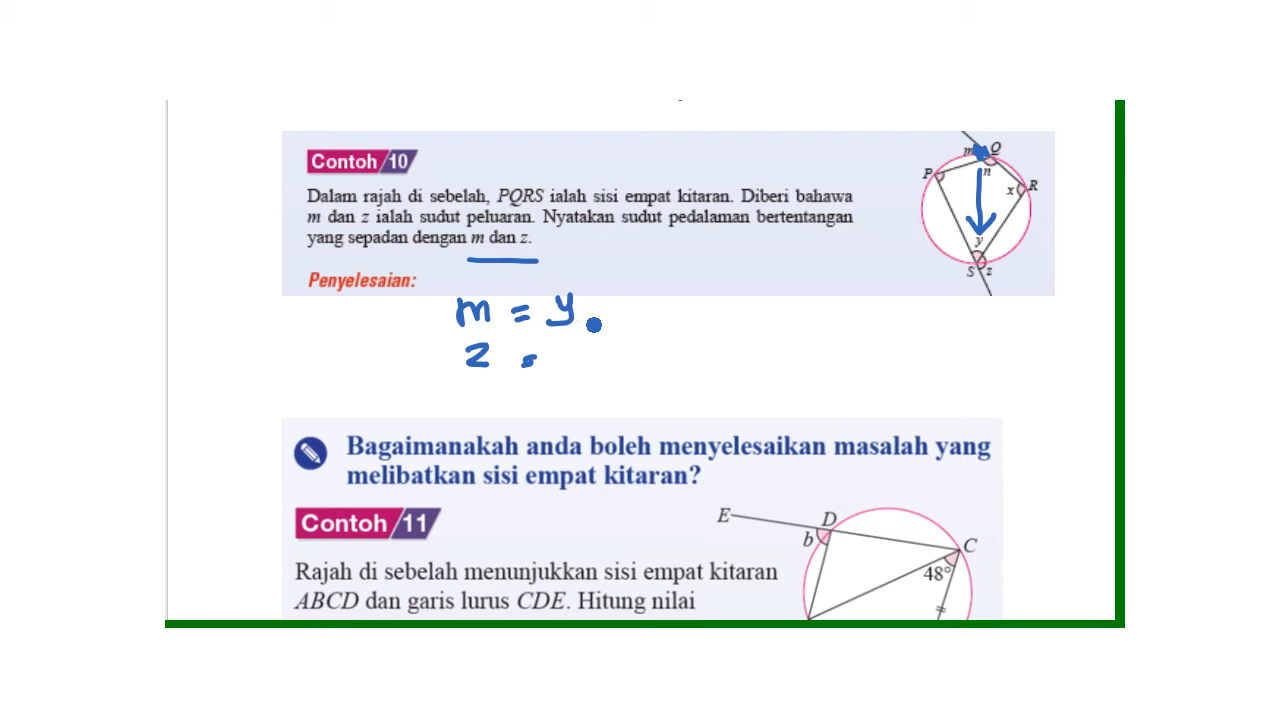 Contoh 10
Dalam rajah di sebelah, PQRS ialah sisi empat kitaran. Diberi bahawa
m dan z ialah sudut peluaran. Nyatakan sudut pedalaman bertentangan
yang sepadan dengan m dan z.
Penyelesaian:
m Q
P n
x R
y
S z
m = y
z =
Bagaimanakah anda boleh menyelesaikan masalah yang
melibatkan sisi empat kitaran?
Contoh 11
E D
b C
48°
Rajah di sebelah menunjukkan sisi empat kitaran
ABCD dan garis lurus CDE. Hitung nilai